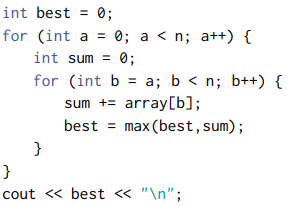 int best = 0;
for (int a = 0; a < n; a++) {
    int sum = 0;
    for (int b = a; b < n; b++) {
        sum += array[b];
        best = max(best,sum);
    }
}
cout << best << "\n";